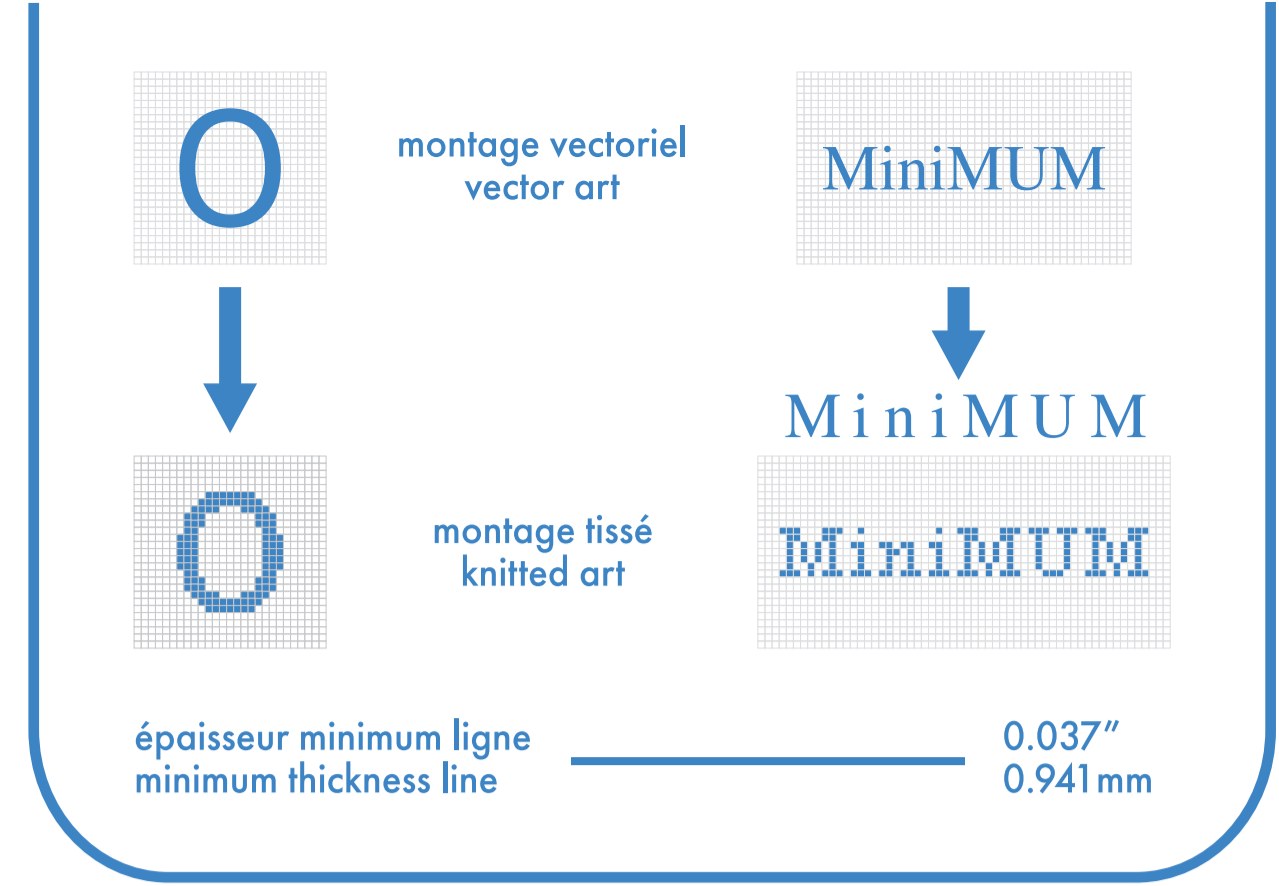 O
montage vectoriel
vector art
MiniMUM
MiniMUM
O
montage tissé
knitted art
MiniMUM
épaisseur minimum ligne
minimum thickness line
0.037"
0.941mm